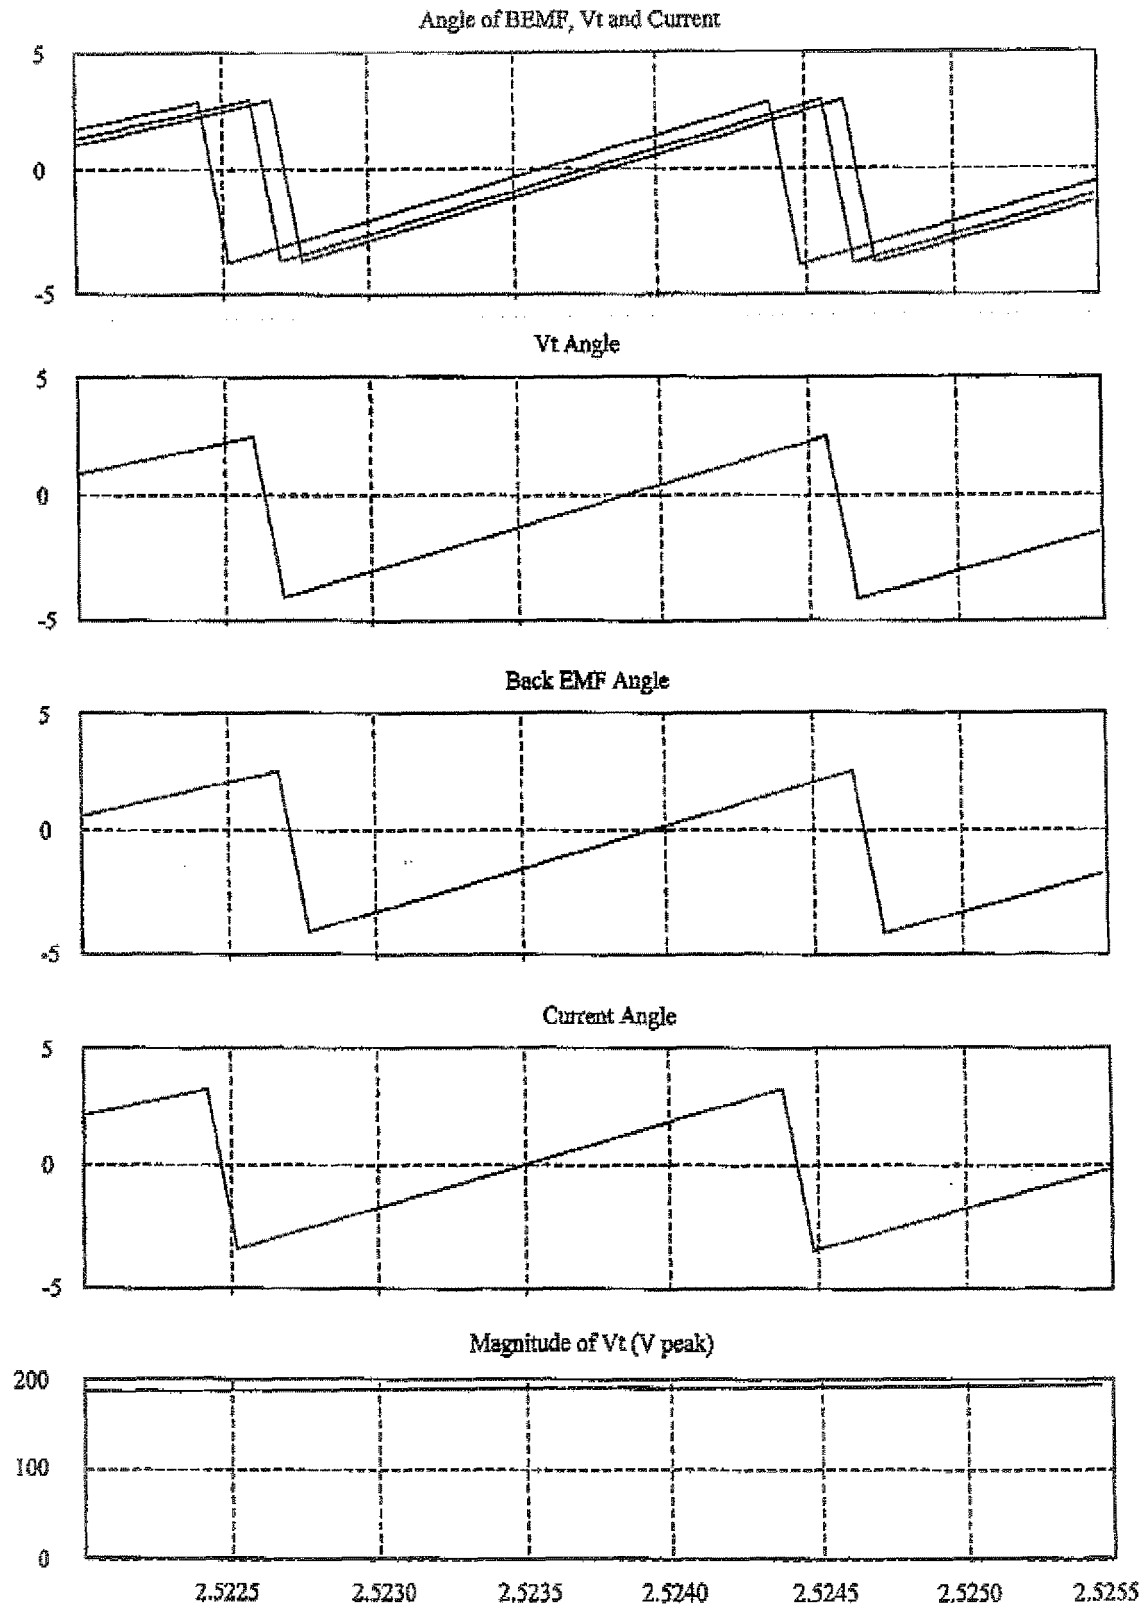 Angle of BEMF, Vt and Current
5
0
-5
Vt Angle
5
0
-5
Back EMF Angle
5
0
-5
Current Angle
5
0
-5
Magnitude of Vt (V peak)
200
100
0
2.5225 2.5230 2.5235 2.5240 2.5245 2.5250 2.5255